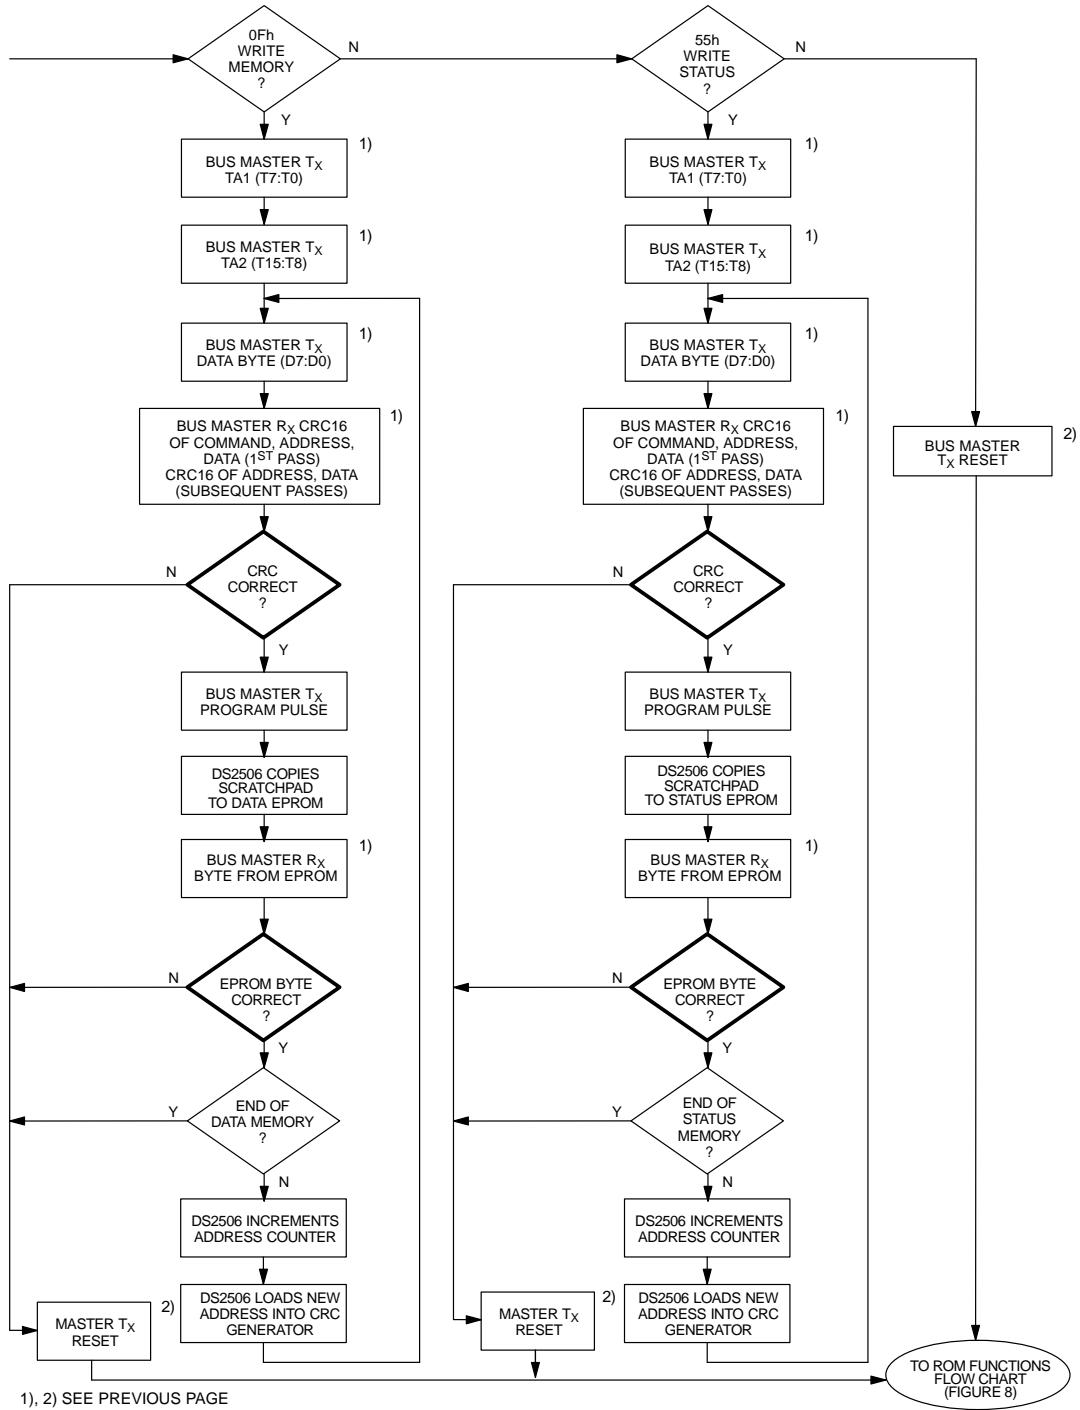 0Fh
WRITE
MEMORY
?
N
Y
1)
BUS MASTER TX
TA1 (T7:T0)
1)
BUS MASTER TX
TA2 (T15:T8)
1)
BUS MASTER TX
DATA BYTE (D7:D0)
1)
BUS MASTER RX CRC16
OF COMMAND, ADDRESS,
DATA (1ST PASS)
CRC16 OF ADDRESS, DATA
(SUBSEQUENT PASSES)
N
CRC
CORRECT
?
Y
BUS MASTER TX
PROGRAM PULSE
DS2506 COPIES
SCRATCHPAD
TO DATA EPROM
1)
BUS MASTER RX
BYTE FROM EPROM
N
EPROM BYTE
CORRECT
?
Y
Y
END OF
DATA MEMORY
?
N
DS2506 INCREMENTS
ADDRESS COUNTER
DS2506 LOADS NEW
ADDRESS INTO CRC
GENERATOR
2)
MASTER TX
RESET
55h
WRITE
STATUS
?
N
Y
1)
BUS MASTER TX
TA1 (T7:T0)
1)
BUS MASTER TX
TA2 (T15:T8)
1)
BUS MASTER TX
DATA BYTE (D7:D0)
1)
BUS MASTER RX CRC16
OF COMMAND, ADDRESS,
DATA (1ST PASS)
CRC16 OF ADDRESS, DATA
(SUBSEQUENT PASSES)
N
CRC
CORRECT
?
Y
BUS MASTER TX
PROGRAM PULSE
DS2506 COPIES
SCRATCHPAD
TO STATUS EPROM
1)
BUS MASTER RX
BYTE FROM EPROM
N
EPROM BYTE
CORRECT
?
Y
Y
END OF
STATUS
MEMORY
?
N
DS2506 INCREMENTS
ADDRESS COUNTER
DS2506 LOADS NEW
ADDRESS INTO CRC
GENERATOR
2)
MASTER TX
RESET
2)
BUS MASTER
TX RESET
TO ROM FUNCTIONS
FLOW CHART
(FIGURE 8)
1), 2) SEE PREVIOUS PAGE